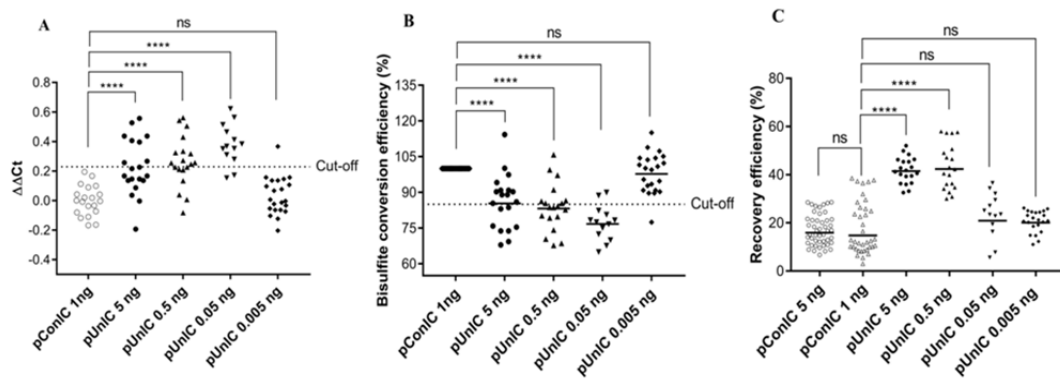 A
ns
****
****
****
ΔΔCt
0.8
0.6
0.4
0.2
0.0
-0.2
-0.4
Cut-off
pConIC 1ng
pUnIC 5 ng
pUnIC 0.5 ng
pUnIC 0.05 ng
pUnIC 0.005 ng
B
ns
****
****
****
Bisulfite conversion efficiency (%)
135
120
105
90
75
60
Cut-off
pConIC 1ng
pUnIC 5 ng
pUnIC 0.5 ng
pUnIC 0.05 ng
pUnIC 0.005 ng
C
ns
ns
****
****
ns
Recovery efficiency (%)
80
60
40
20
0
pConIC 5 ng
pConIC 1 ng
pUnIC 5 ng
pUnIC 0.5 ng
pUnIC 0.05 ng
pUnIC 0.005 ng